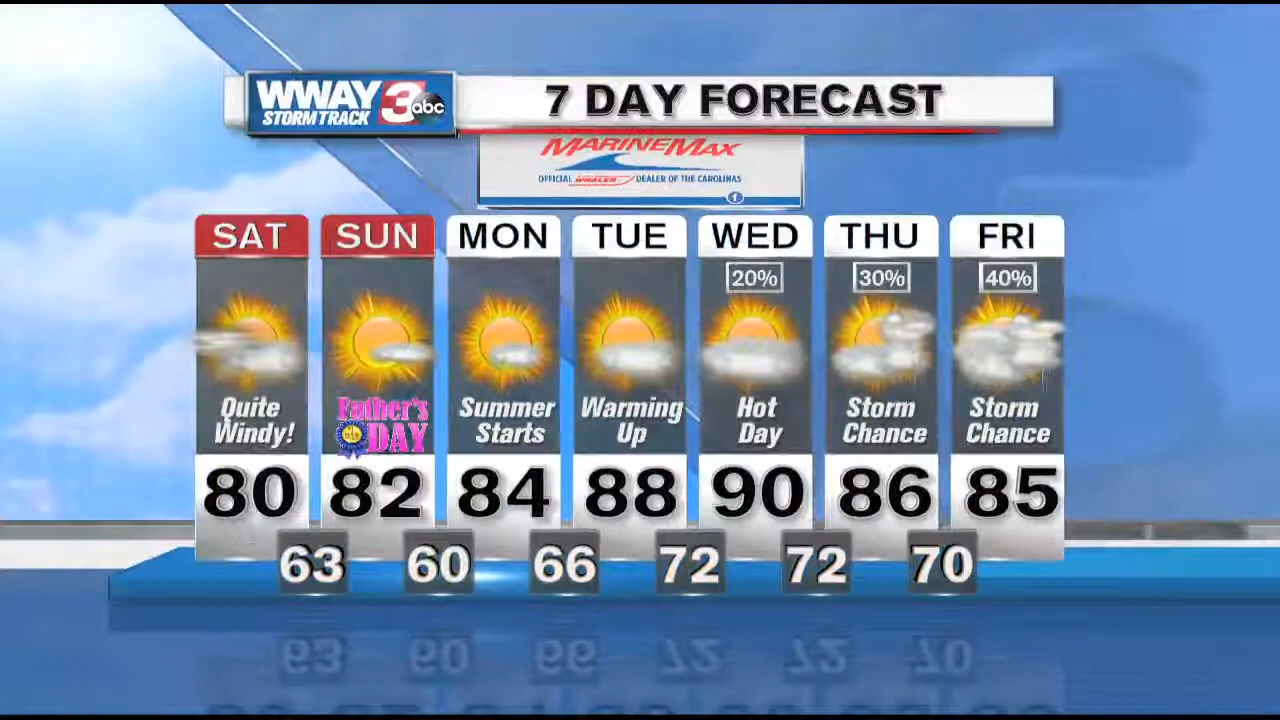 WWAY 3 abc
STORMTRACK
7 DAY FORECAST
MARINEMAX
OFFICIAL WHALER DEALER OF THE CAROLINAS
f
SAT SUN MON TUE WED THU FRI
20% 30% 40%
Quite Windy!
Father's DAY
Summer Starts
Warming Up
Hot Day
Storm Chance
Storm Chance
80 82 84 88 90 86 85
63 60 66 72 72 70